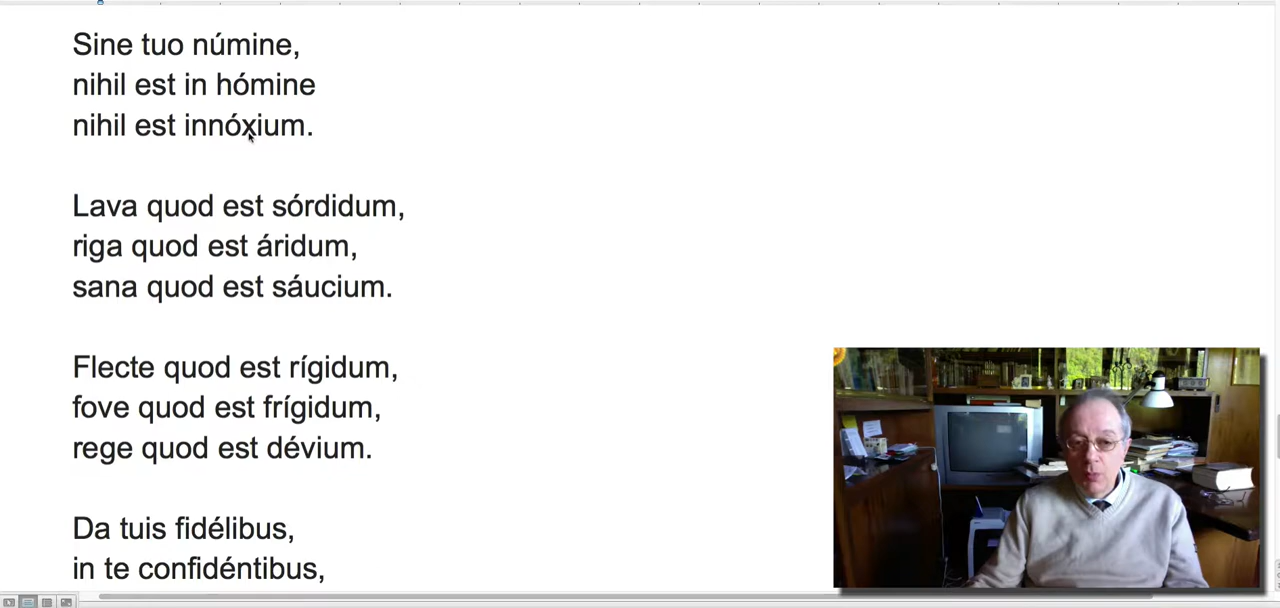 Sine tuo númine,
nihil est in hómine
nihil est innóxium.
Lava quod est sórdidum,
riga quod est áridum,
sana quod est sáucium.
Flecte quod est rígidum,
fove quod est frígidum,
rege quod est dévium.
Da tuis fidélibus,
in te confidéntibus,